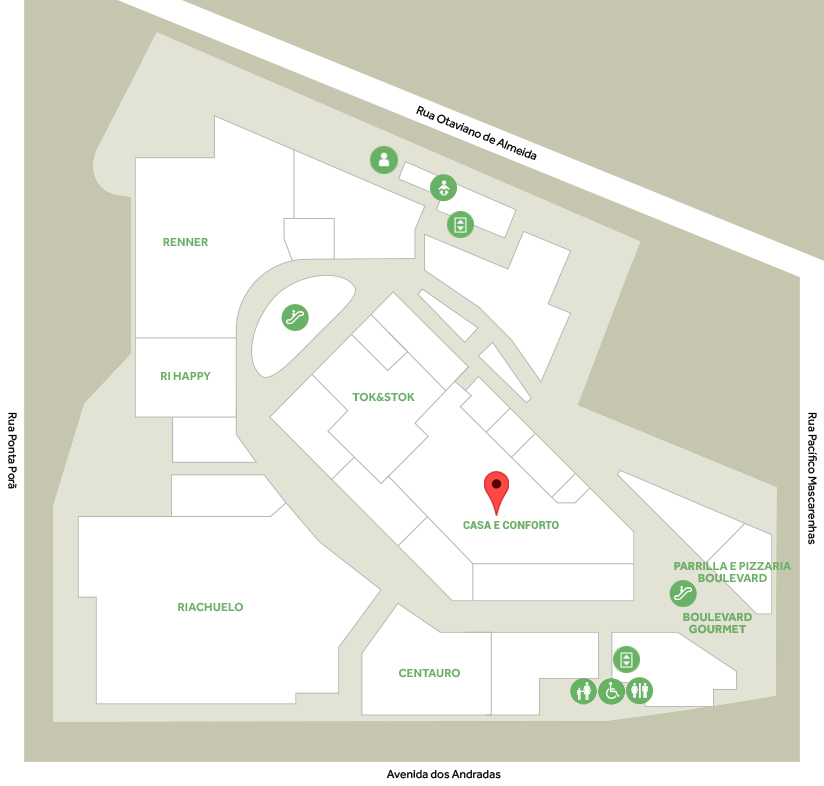 Rua Otaviano de Almeida
RENNER
RI HAPPY
TOK&STOK
Rua Ponta Porã
Rua Pacífico Mascarenhas
CASA E CONFORTO
PARRILLA E PIZZARIA
BOULEVARD
RIACHUELO
BOULEVARD
GOURMET
CENTAURO
Avenida dos Andradas